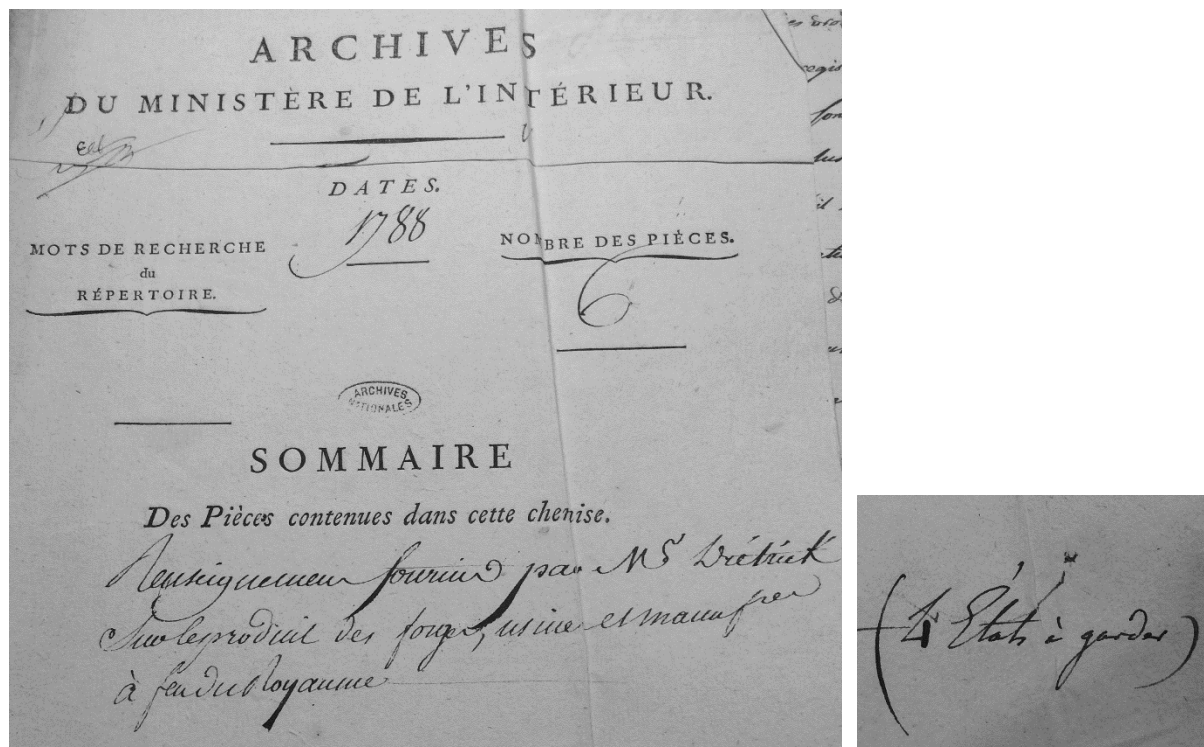 ARCHIVES
DU MINISTÈRE DE L'INTÉRIEUR.
DATES.
1788
MOTS DE RECHERCHE
du
RÉPERTOIRE.
NOMBRE DES PIÈCES.
6
ARCHIVES
NATIONALES
SOMMAIRE
Des Pièces contenues dans cette chemise.
Renseignemens fournis par Mr Diétrick
Sur le produit des forges, usines et manufres
à feu du Royaume
(4 États à garder)